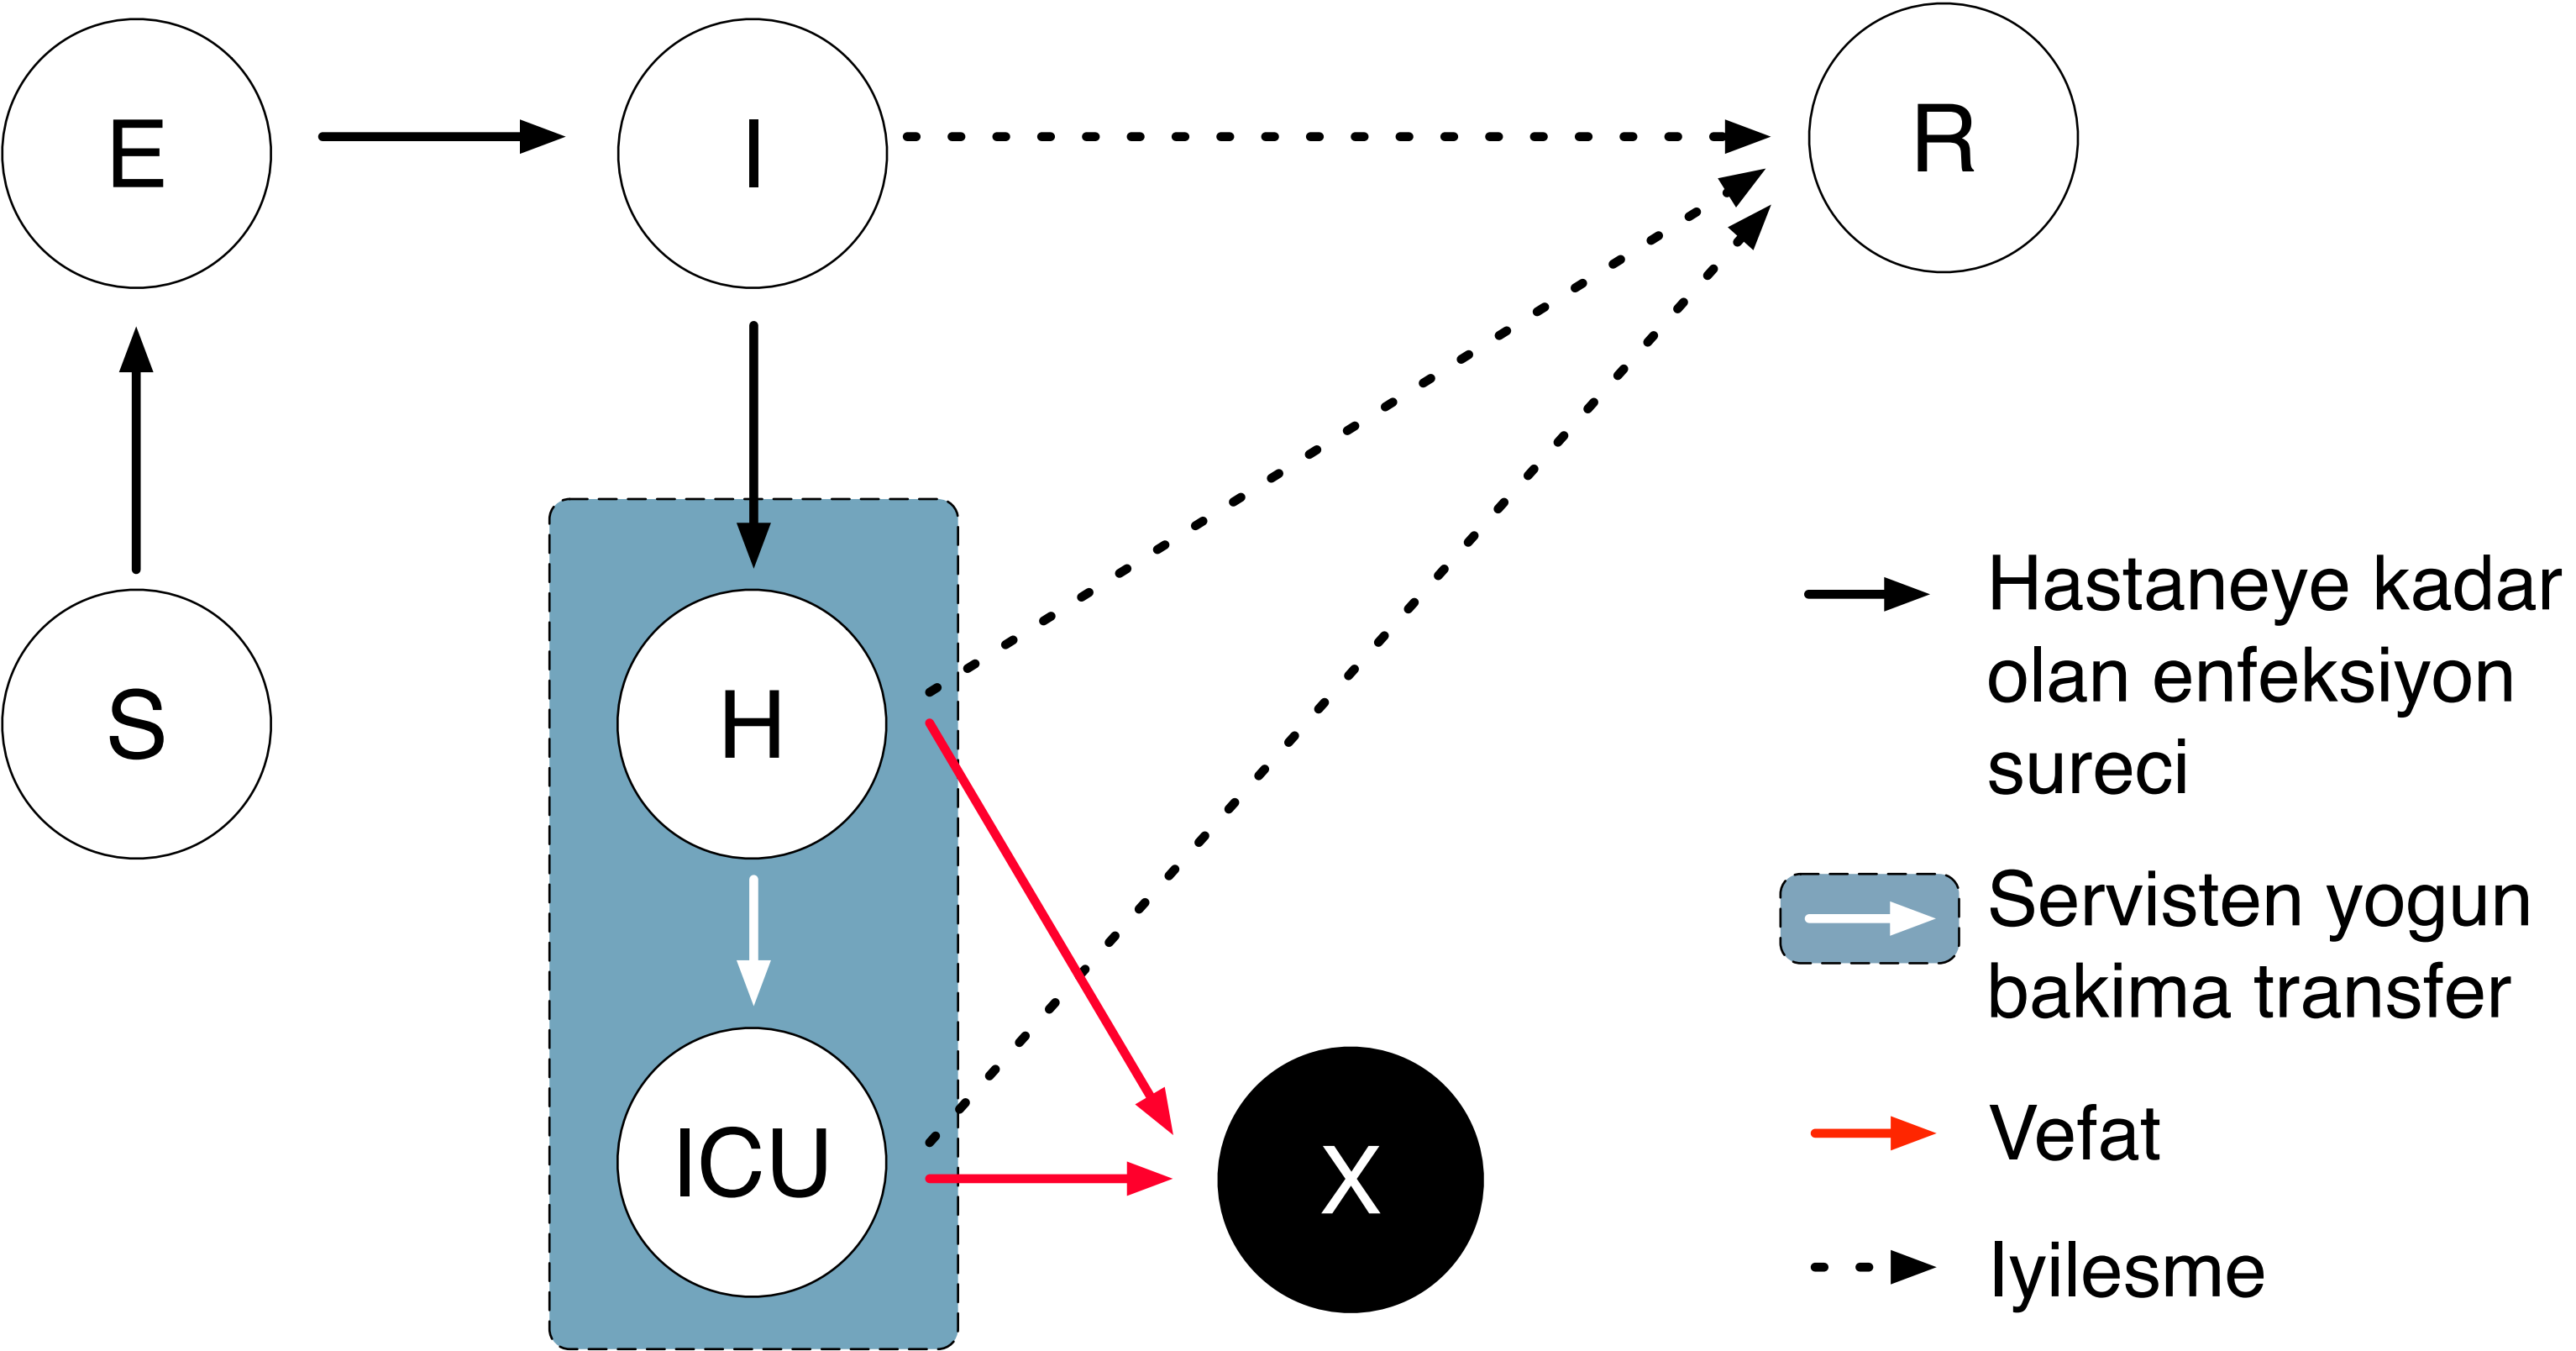 E
I
R
S
H
ICU
X
Hastaneye kadar
olan enfeksiyon
sureci
Servisten yogun
bakima transfer
Vefat
Iyilesme